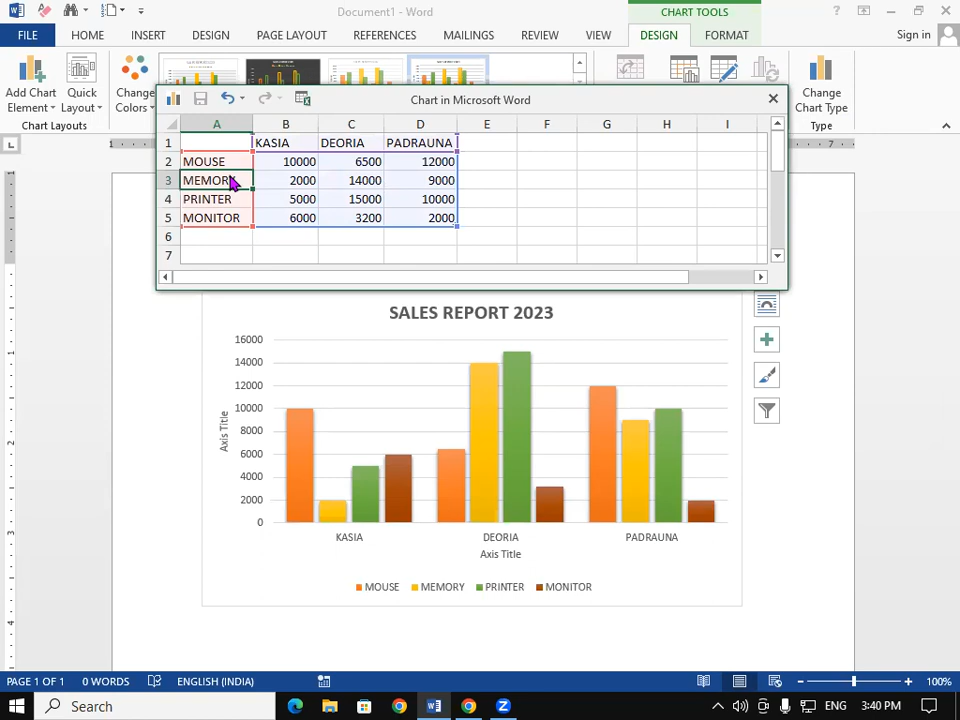 Document1 - Word
CHART TOOLS
Sign in
FILE HOME INSERT DESIGN PAGE LAYOUT REFERENCES MAILINGS REVIEW VIEW DESIGN FORMAT
Add Chart Element
Quick Layout
Change Colors
Change Chart Type
Chart Layouts
Type
Chart in Microsoft Word
A B C D E F G H I
1 KASIA DEORIA PADRAUNA
2 MOUSE 10000 6500 12000
3 MEMORY 2000 14000 9000
4 PRINTER 5000 15000 10000
5 MONITOR 6000 3200 2000
6
7
SALES REPORT 2023
16000
14000
12000
10000
8000
6000
4000
2000
0
Axis Title
KASIA DEORIA PADRAUNA
Axis Title
MOUSE MEMORY PRINTER MONITOR
PAGE 1 OF 1 0 WORDS ENGLISH (INDIA) 100%
Search
ENG 3:40 PM